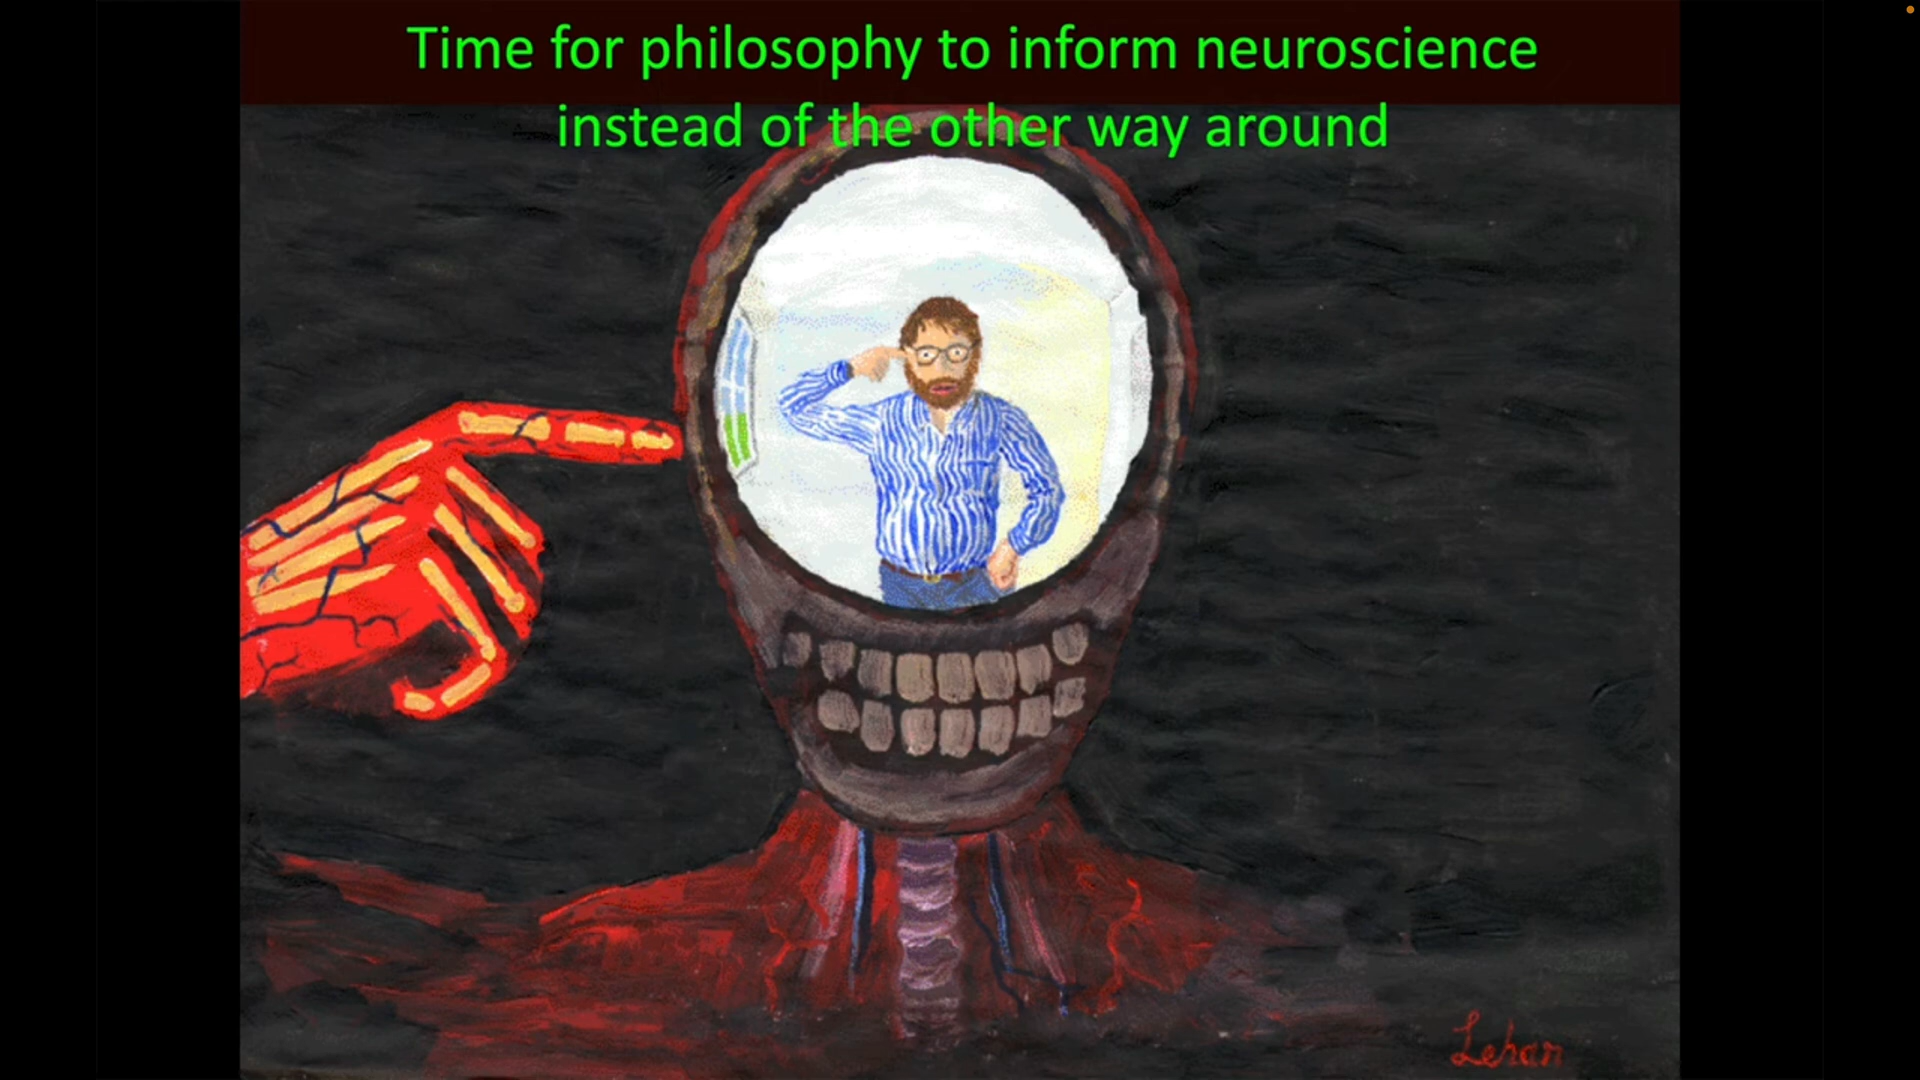 Time for philosophy to inform neuroscience
instead of the other way around
Lehar